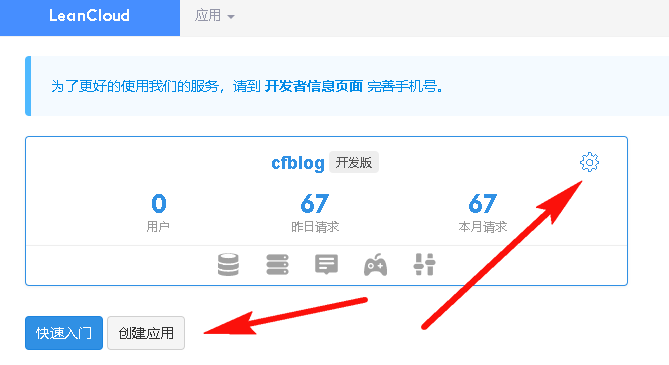 LeanCloud 应用
为了更好的使用我们的服务，请到 开发者信息页面 完善手机号。
cfblog 开发版
0 67 67
用户 昨日请求 本月请求
快速入门 创建应用